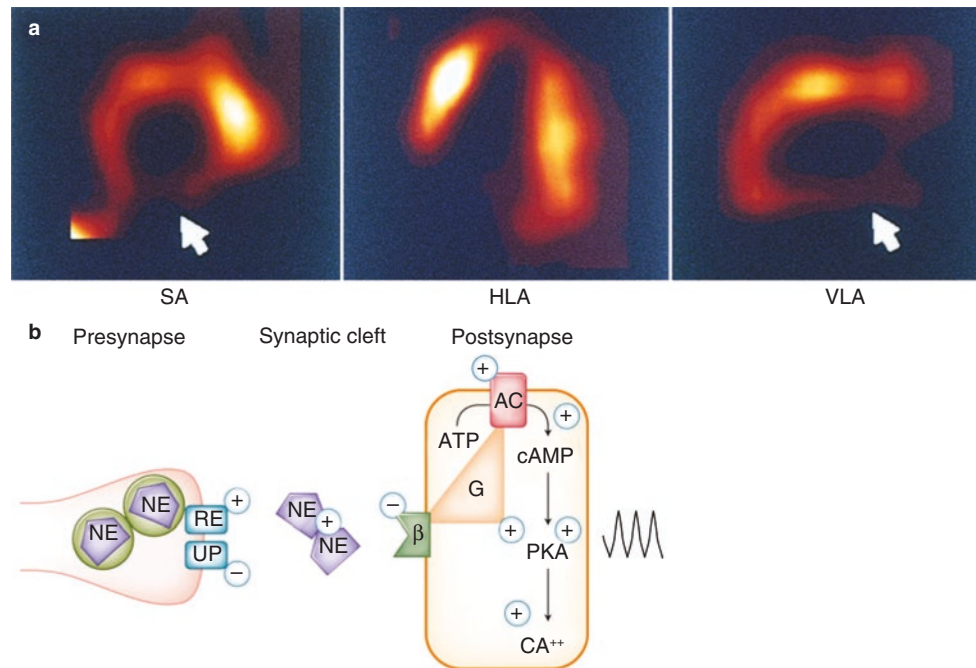 a
SA HLA VLA
b Presynapse Synaptic cleft Postsynapse
+
AC
+
ATP
cAMP
NE
NE
RE
+
UP
−
NE
+
NE
−
β
G
+
PKA
+
+
CA⁺⁺